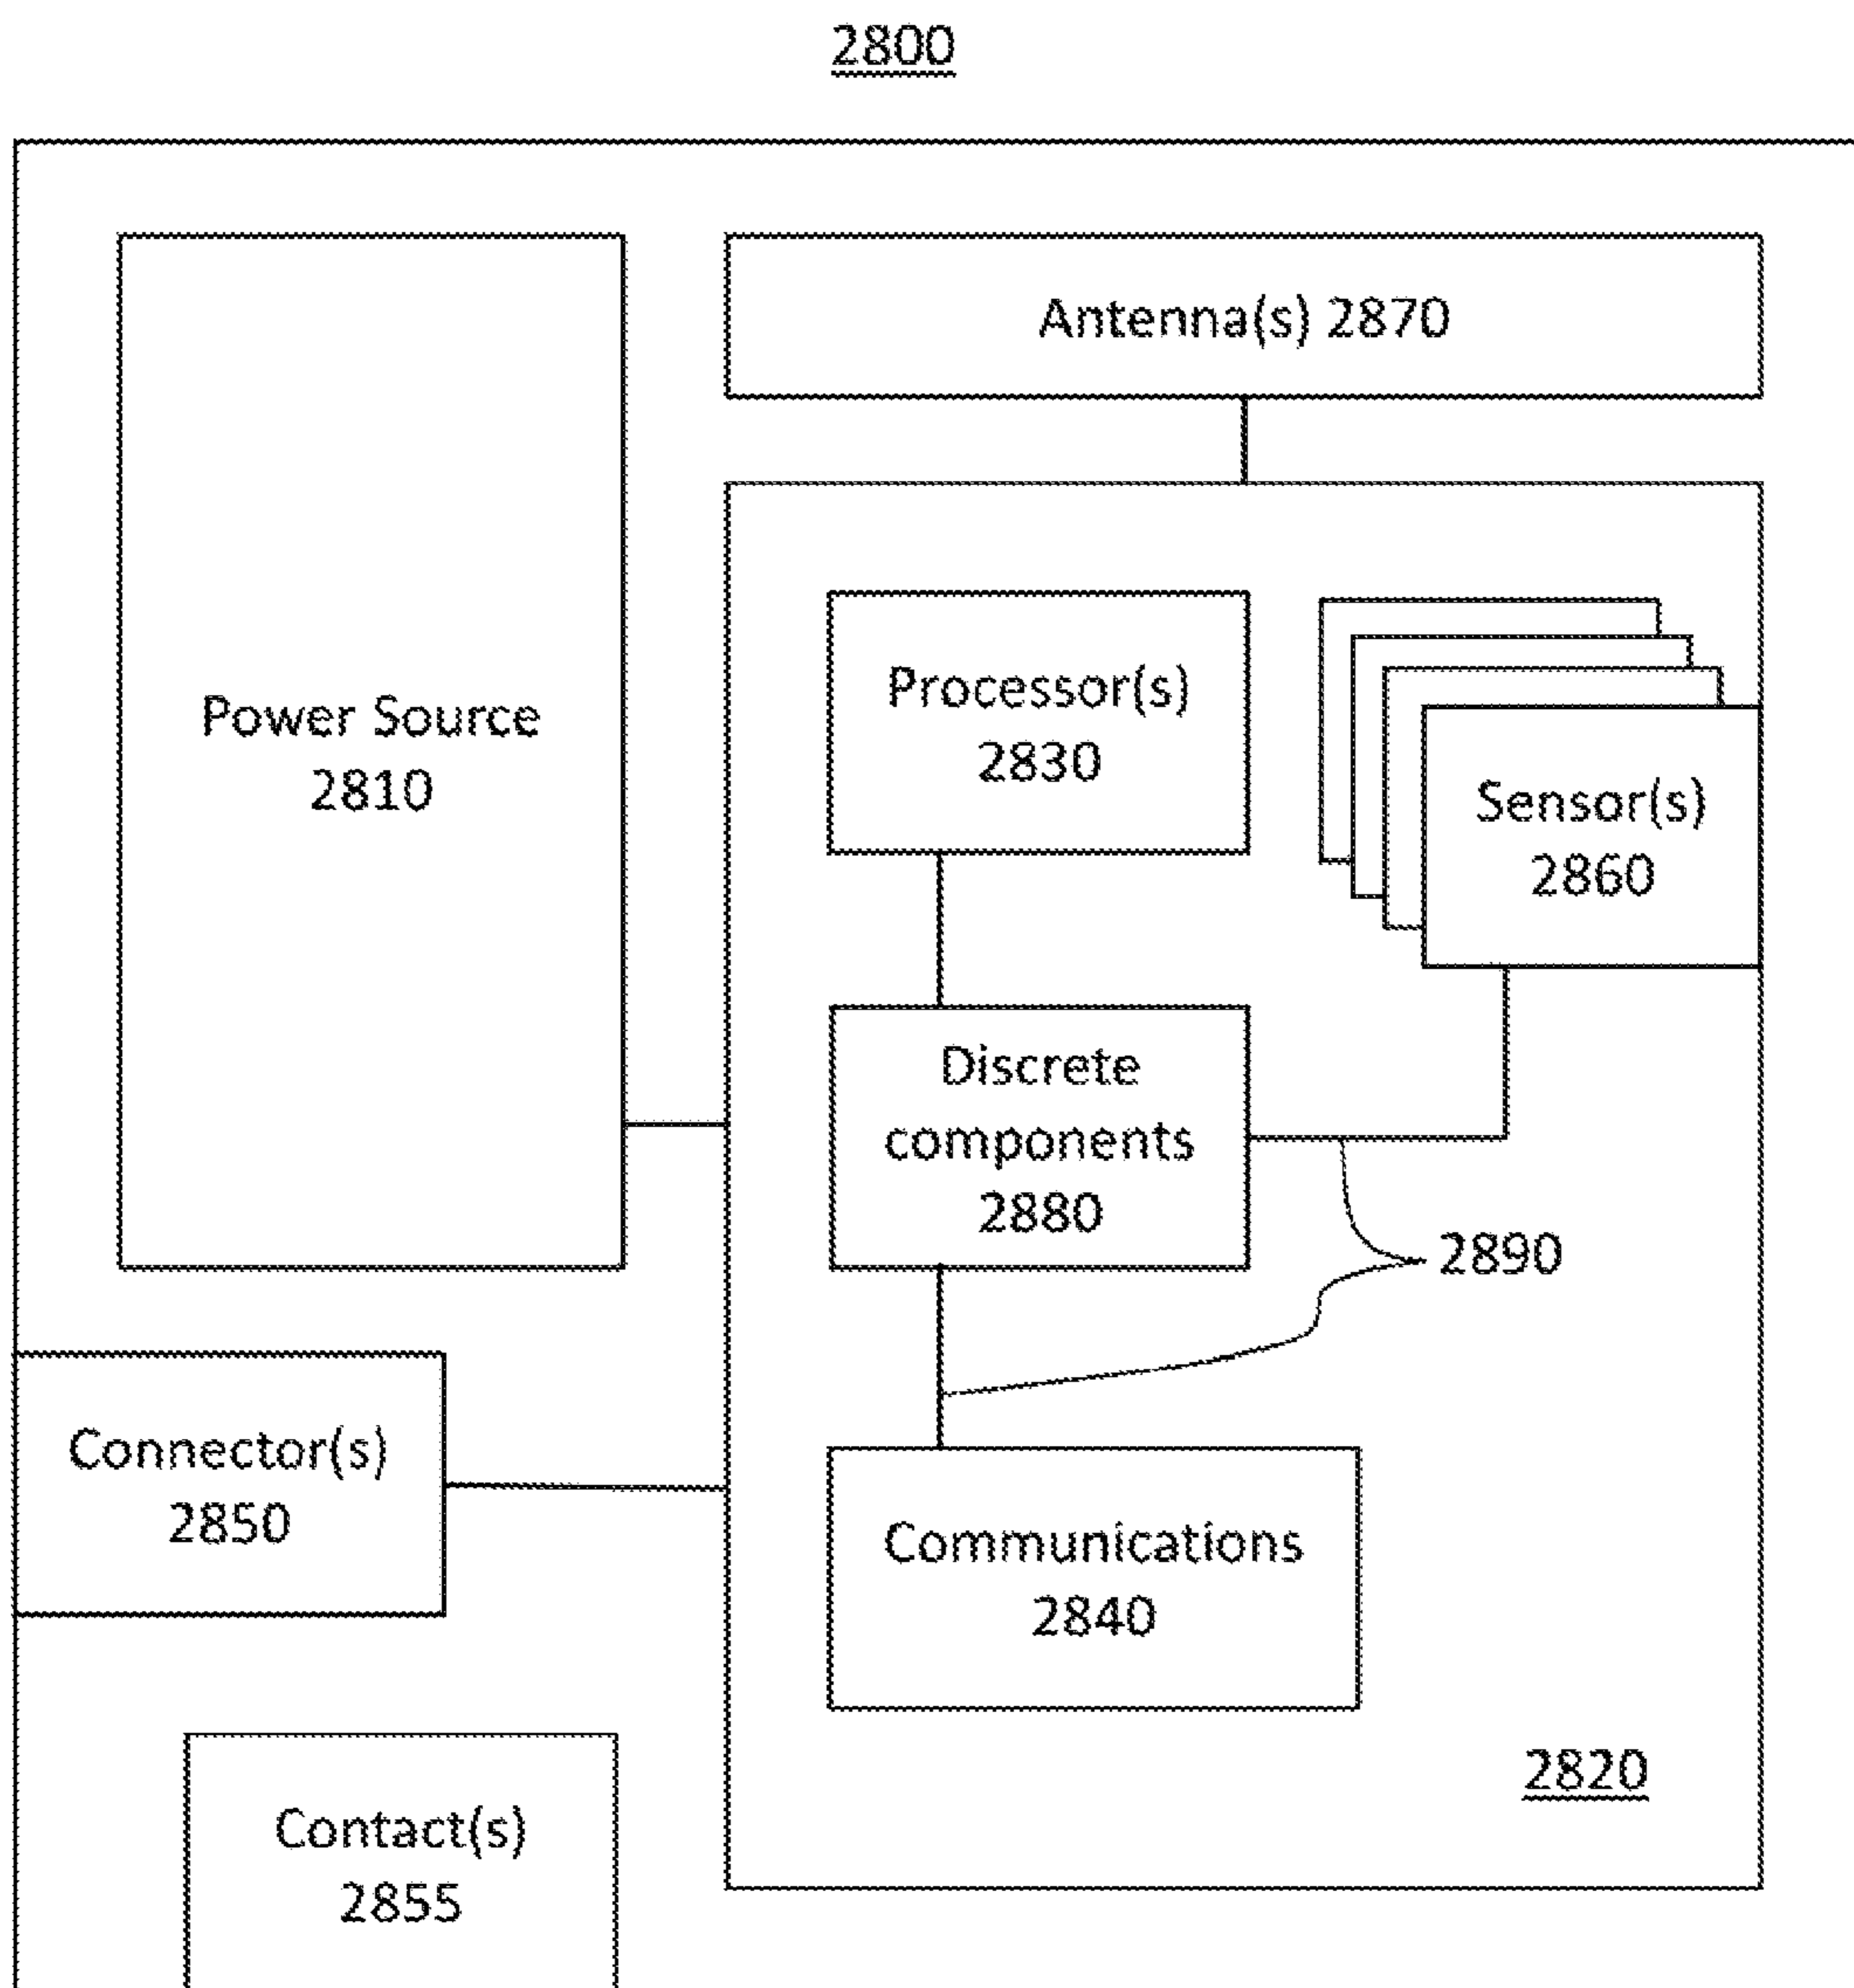 2800
Antenna(s) 2870
Power Source
2810
Processor(s)
2830
Sensor(s)
2860
Discrete
components
2880
2890
Connector(s)
2850
Communications
2840
2820
Contact(s)
2855